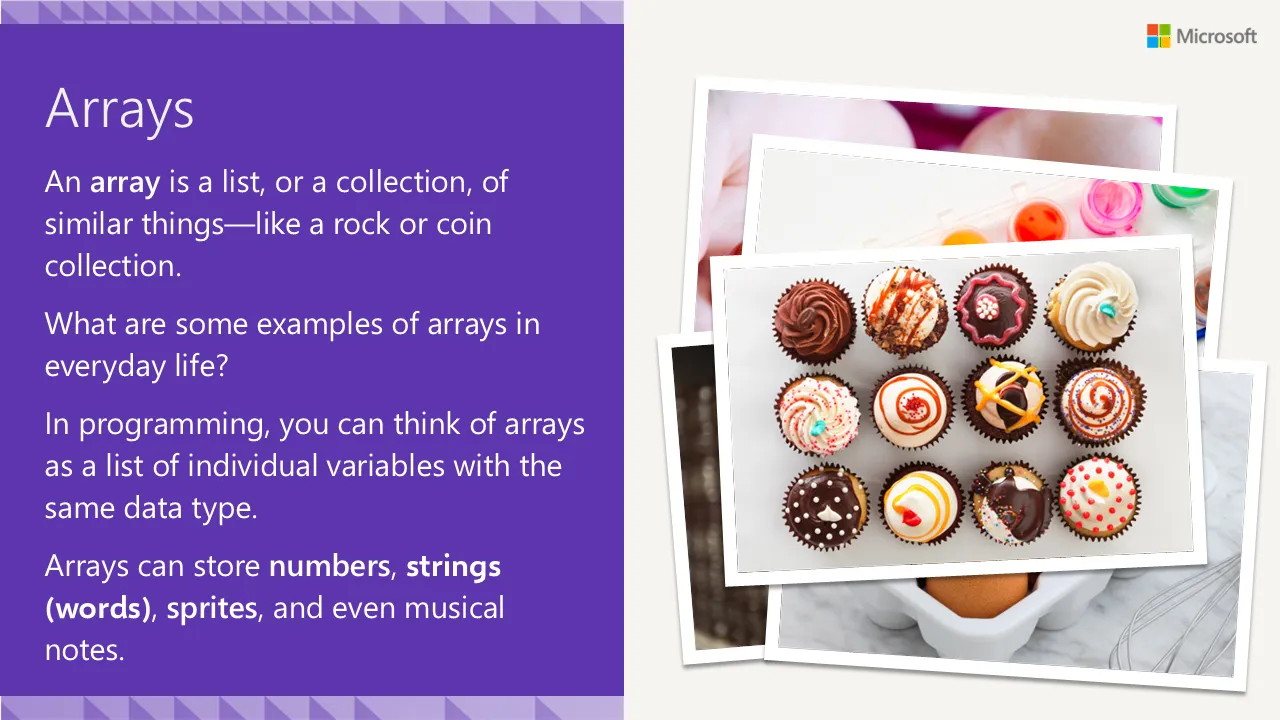 Microsoft
Arrays
An array is a list, or a collection, of
similar things—like a rock or coin
collection.
What are some examples of arrays in
everyday life?
In programming, you can think of arrays
as a list of individual variables with the
same data type.
Arrays can store numbers, strings
(words), sprites, and even musical
notes.